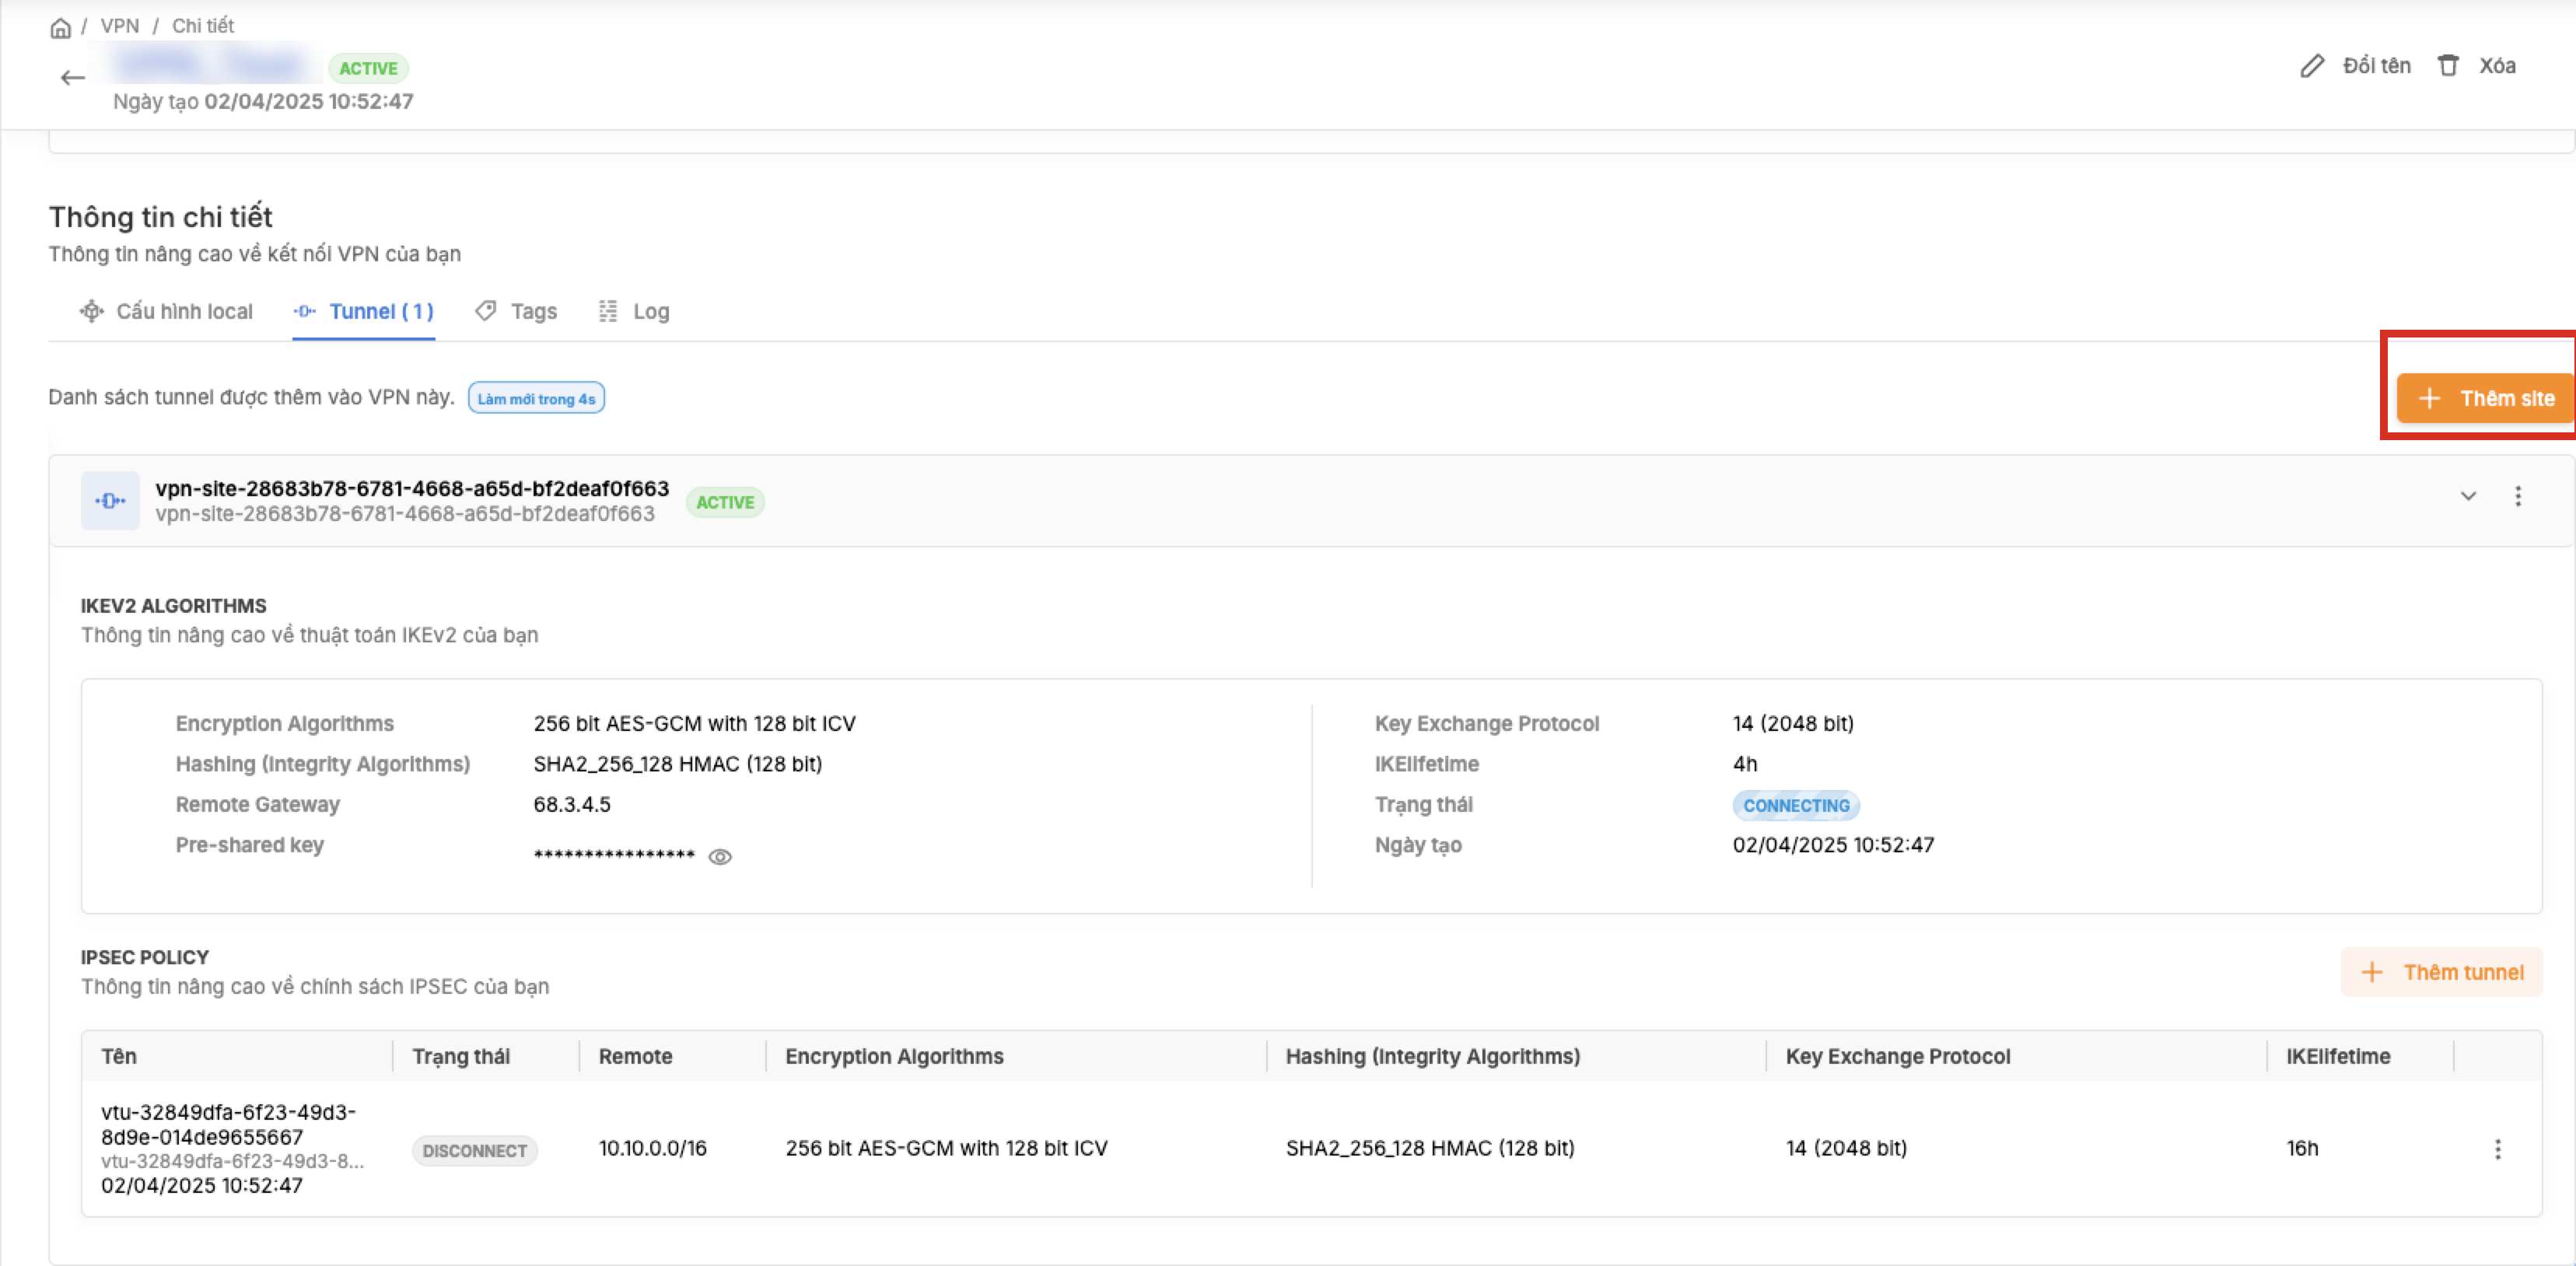 / VPN / Chi tiết
ACTIVE
Đổi tên
Xóa
Ngày tạo 02/04/2025 10:52:47
Thông tin chi tiết
Thông tin nâng cao về kết nối VPN của bạn
Cấu hình local
Tunnel ( 1 )
Tags
Log
Danh sách tunnel được thêm vào VPN này.
Làm mới trong 4s
+ Thêm site
vpn-site-28683b78-6781-4668-a65d-bf2deaf0f663
vpn-site-28683b78-6781-4668-a65d-bf2deaf0f663
ACTIVE
IKEV2 ALGORITHMS
Thông tin nâng cao về thuật toán IKEv2 của bạn
Encryption Algorithms 256 bit AES-GCM with 128 bit ICV
Hashing (Integrity Algorithms) SHA2_256_128 HMAC (128 bit)
Remote Gateway 68.3.4.5
Pre-shared key ****************
Key Exchange Protocol 14 (2048 bit)
IKElifetime 4h
Trạng thái CONNECTING
Ngày tạo 02/04/2025 10:52:47
IPSEC POLICY
Thông tin nâng cao về chính sách IPSEC của bạn
+ Thêm tunnel
Tên Trạng thái Remote Encryption Algorithms Hashing (Integrity Algorithms) Key Exchange Protocol IKElifetime
vtu-32849dfa-6f23-49d3-
8d9e-014de9655667
vtu-32849dfa-6f23-49d3-8...
02/04/2025 10:52:47
DISCONNECT
10.10.0.0/16
256 bit AES-GCM with 128 bit ICV
SHA2_256_128 HMAC (128 bit)
14 (2048 bit)
16h